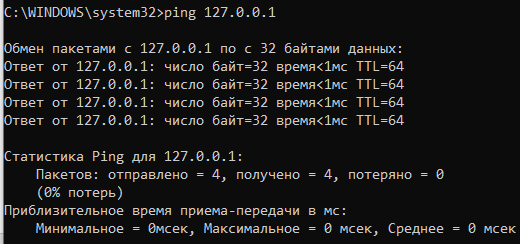 C:\WINDOWS\system32>ping 127.0.0.1
Обмен пакетами с 127.0.0.1 по с 32 байтами данных:
Ответ от 127.0.0.1: число байт=32 время<1мс TTL=64
Ответ от 127.0.0.1: число байт=32 время<1мс TTL=64
Ответ от 127.0.0.1: число байт=32 время<1мс TTL=64
Ответ от 127.0.0.1: число байт=32 время<1мс TTL=64
Статистика Ping для 127.0.0.1:
Пакетов: отправлено = 4, получено = 4, потеряно = 0
(0% потерь)
Приблизительное время приема-передачи в мс:
Минимальное = 0мсек, Максимальное = 0 мсек, Среднее = 0 мсек